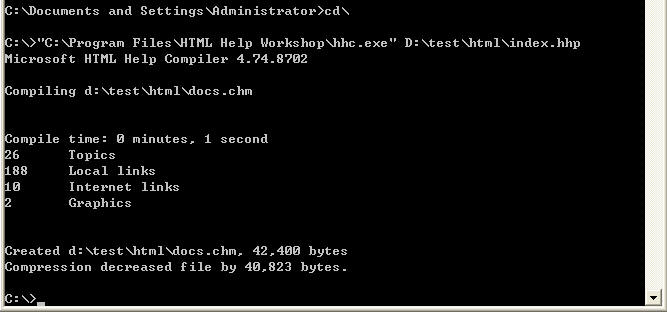 C:\Documents and Settings\Administrator>cd\
C:\>"C:\Program Files\HTML Help Workshop\hhc.exe" D:\test\html\index.hhp
Microsoft HTML Help Compiler 4.74.8702
Compiling d:\test\html\docs.chm
Compile time: 0 minutes, 1 second
26 Topics
188 Local links
10 Internet links
2 Graphics
Created d:\test\html\docs.chm, 42,400 bytes
Compression decreased file by 40,823 bytes.
C:\>_